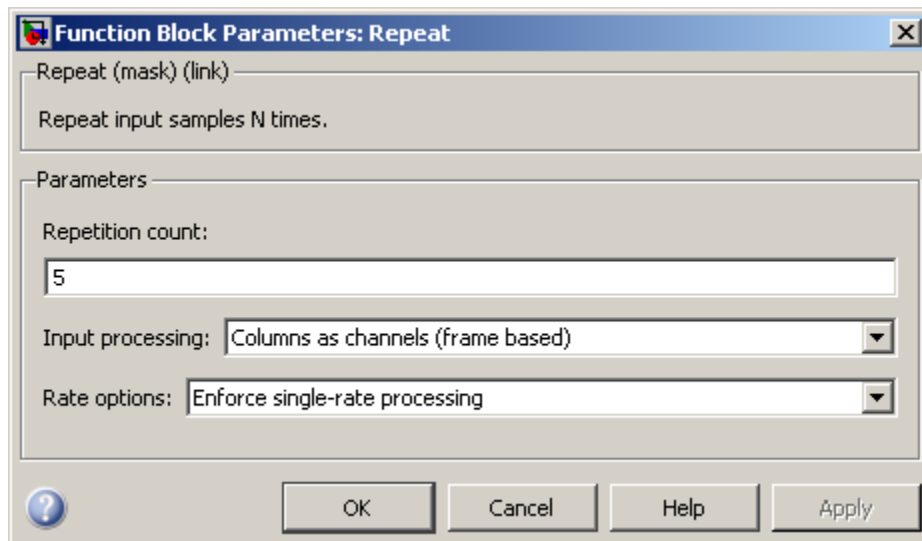 Function Block Parameters: Repeat
Repeat (mask) (link)
Repeat input samples N times.
Parameters
Repetition count:
5
Input processing: Columns as channels (frame based)
Rate options: Enforce single-rate processing
? OK Cancel Help Apply